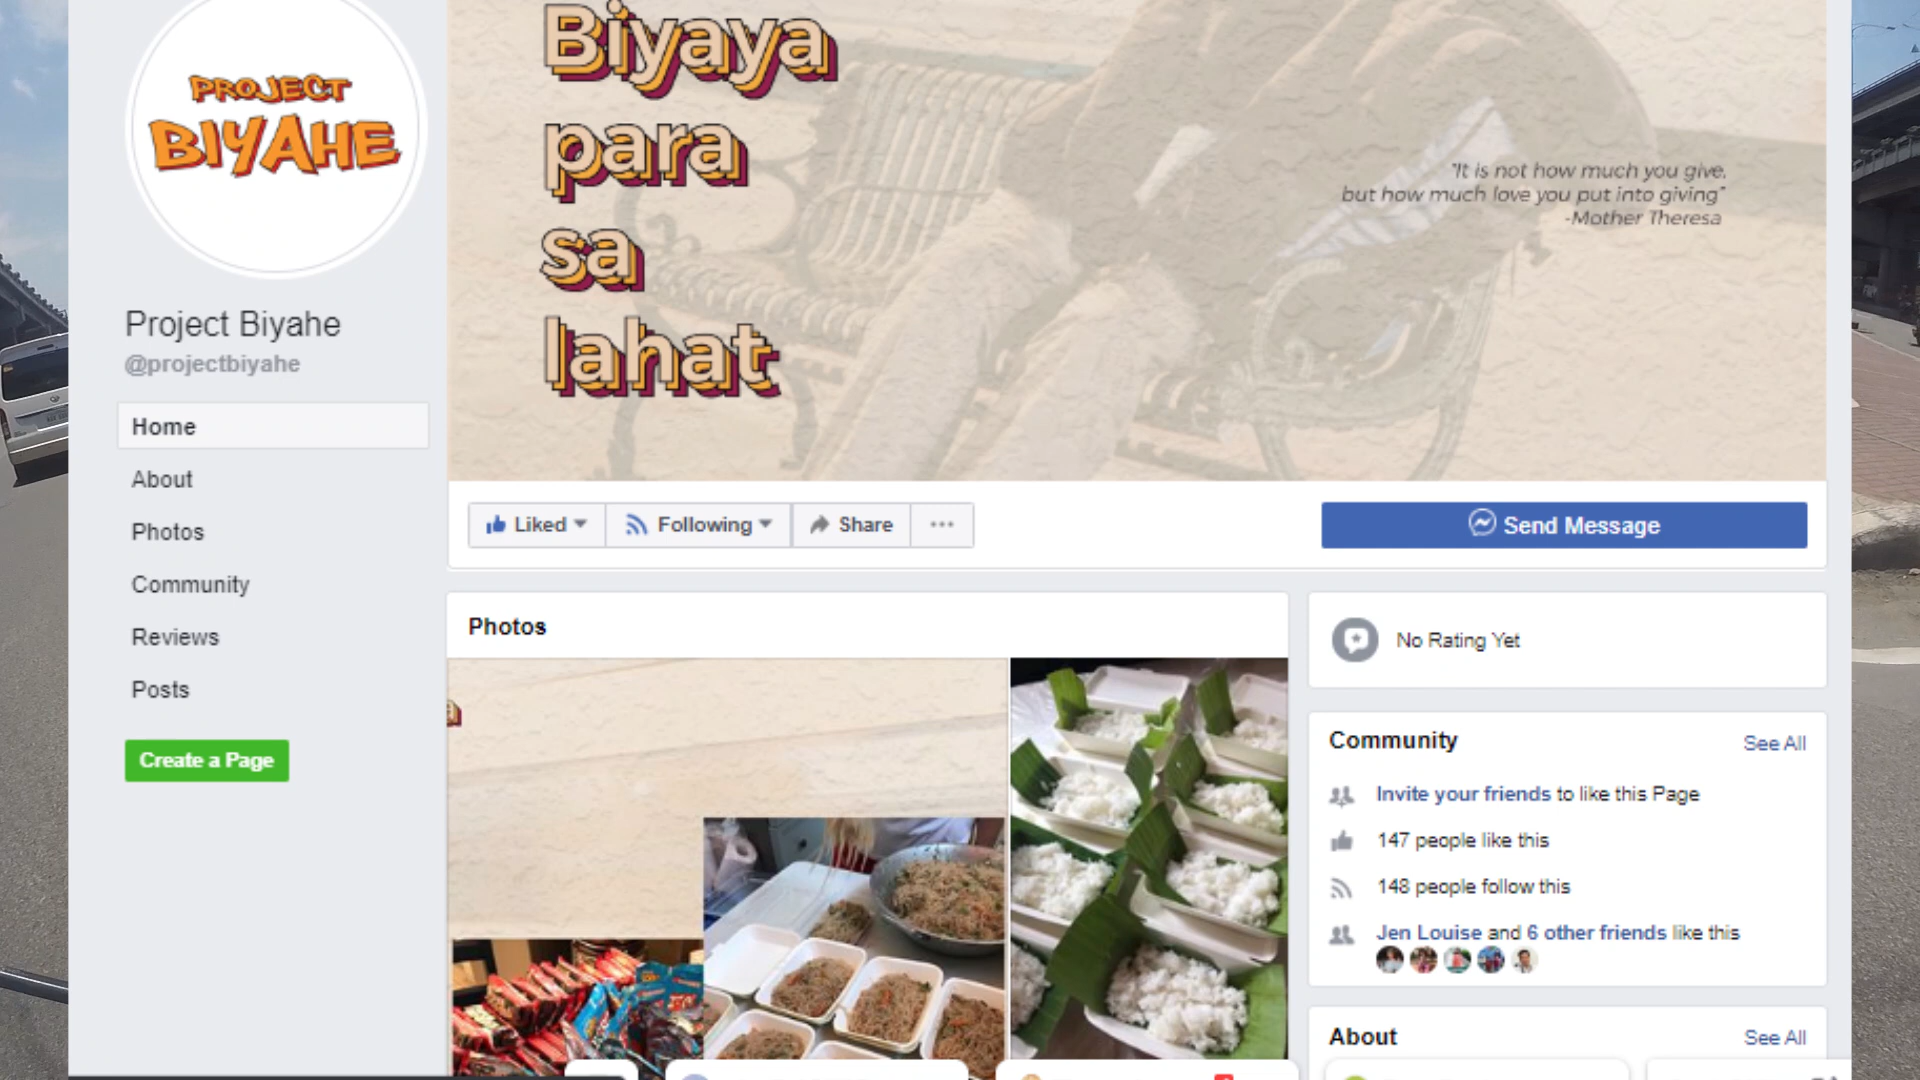 PROJECT
BIYAHE
Project Biyahe
@projectbiyahe
Home
About
Photos
Community
Reviews
Posts
Create a Page
Biyaya
para
sa
lahat
"It is not how much you give,
but how much love you put into giving"
-Mother Theresa
Liked
Following
Share
Send Message
Photos
No Rating Yet
Community
See All
Invite your friends to like this Page
147 people like this
148 people follow this
Jen Louise and 6 other friends like this
About
See All